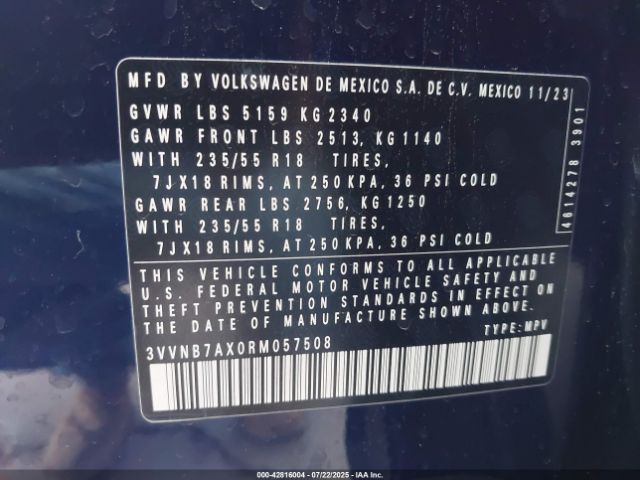 MFD BY VOLKSWAGEN DE MEXICO S.A. DE C.V. MEXICO 11/23
GVWR LBS 5159 KG 2340
GAWR FRONT LBS 2513, KG 1140
WITH 235/55 R18 TIRES,
7JX18 RIMS, AT 250 KPA, 36 PSI COLD
GAWR REAR LBS 2756, KG 1250
WITH 235/55 R18 TIRES,
7JX18 RIMS, AT 250 KPA, 36 PSI COLD
4614278 3901
THIS VEHICLE CONFORMS TO ALL APPLICABLE
U.S. FEDERAL MOTOR VEHICLE SAFETY AND
THEFT PREVENTION STANDARDS IN EFFECT ON
THE DATE OF MANUFACTURE SHOWN ABOVE.
3VVNB7AX0RM057508 TYPE: MPV
000-42816004 - 07/22/2025 - IAAI.COM